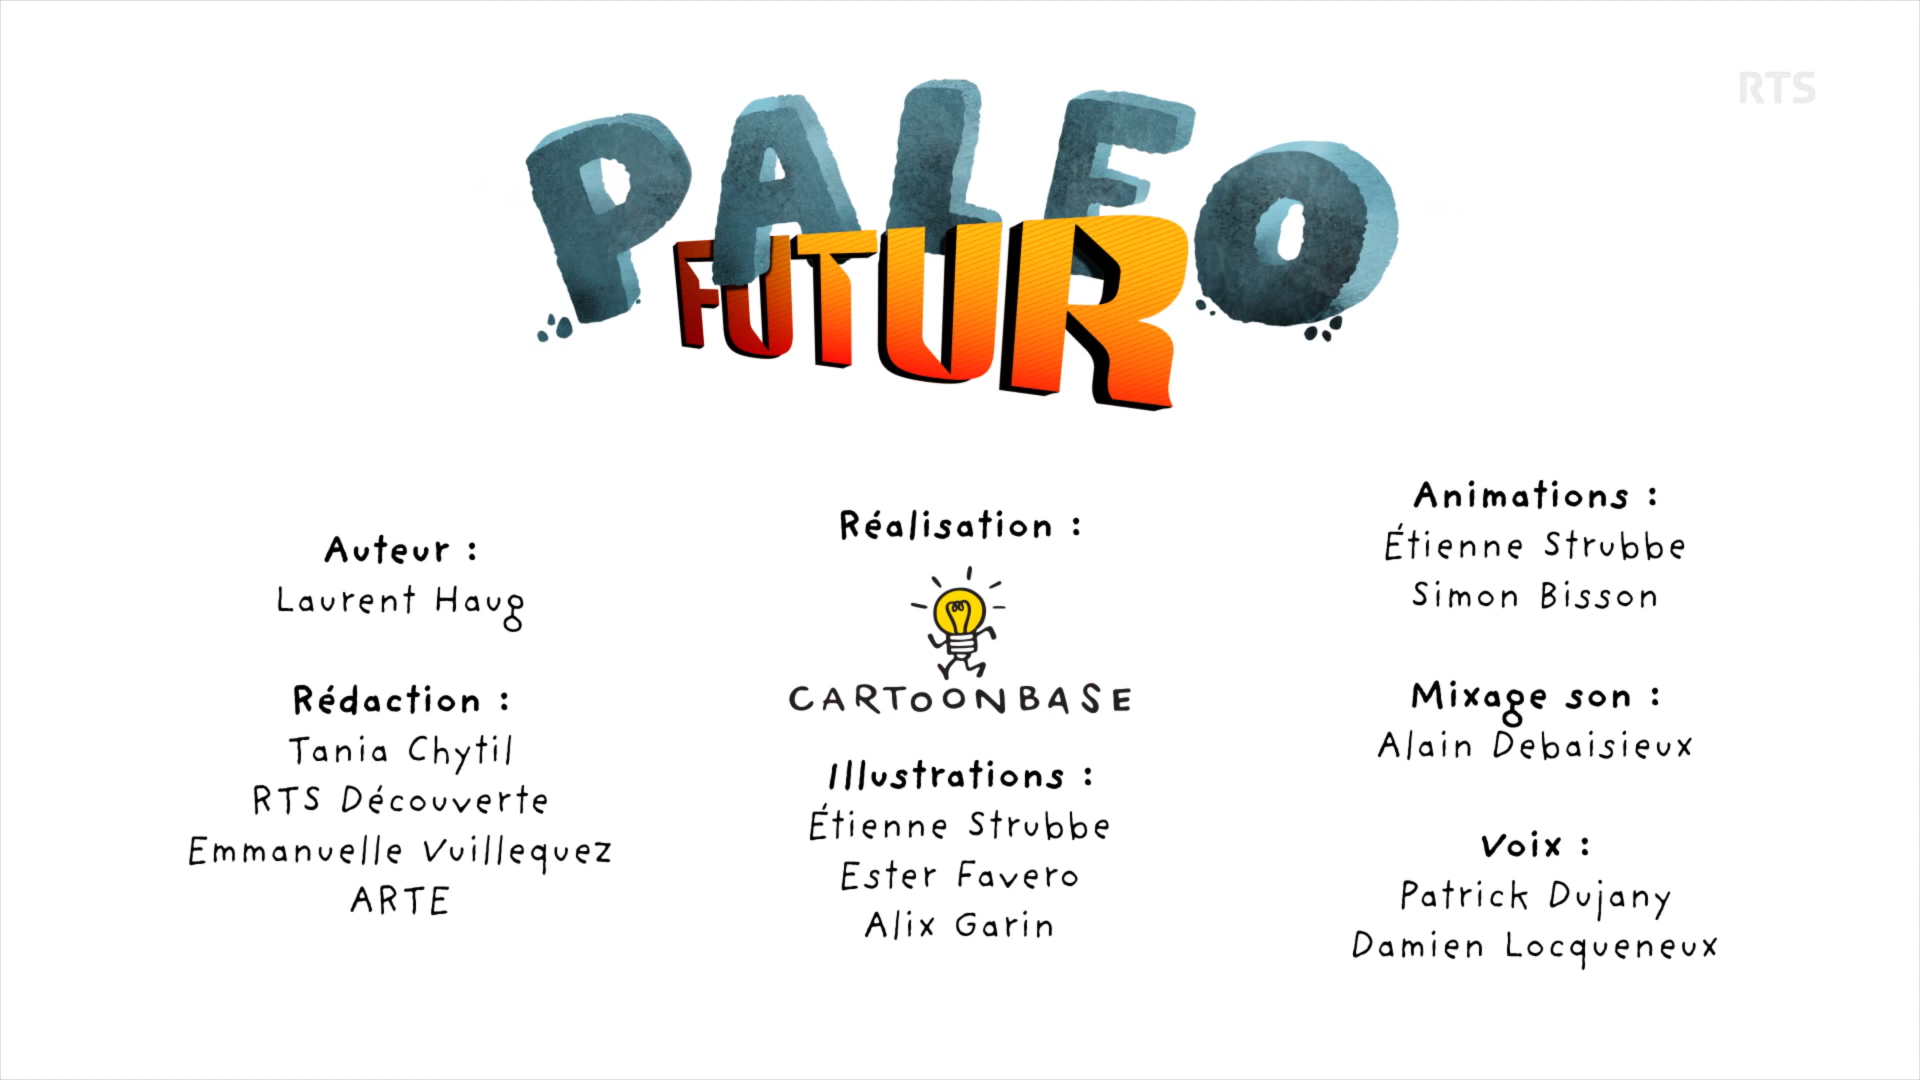 RTS
PALEO
FUTUR
Auteur :
Laurent Haug
Rédaction :
Tania Chytil
RTS Découverte
Emmanuelle Vuillequez
ARTE
Réalisation :
CARTOONBASE
Illustrations :
Étienne Strubbe
Ester Favero
Alix Garin
Animations :
Étienne Strubbe
Simon Bisson
Mixage son :
Alain Debaisieux
Voix :
Patrick Dujany
Damien Locqueneux